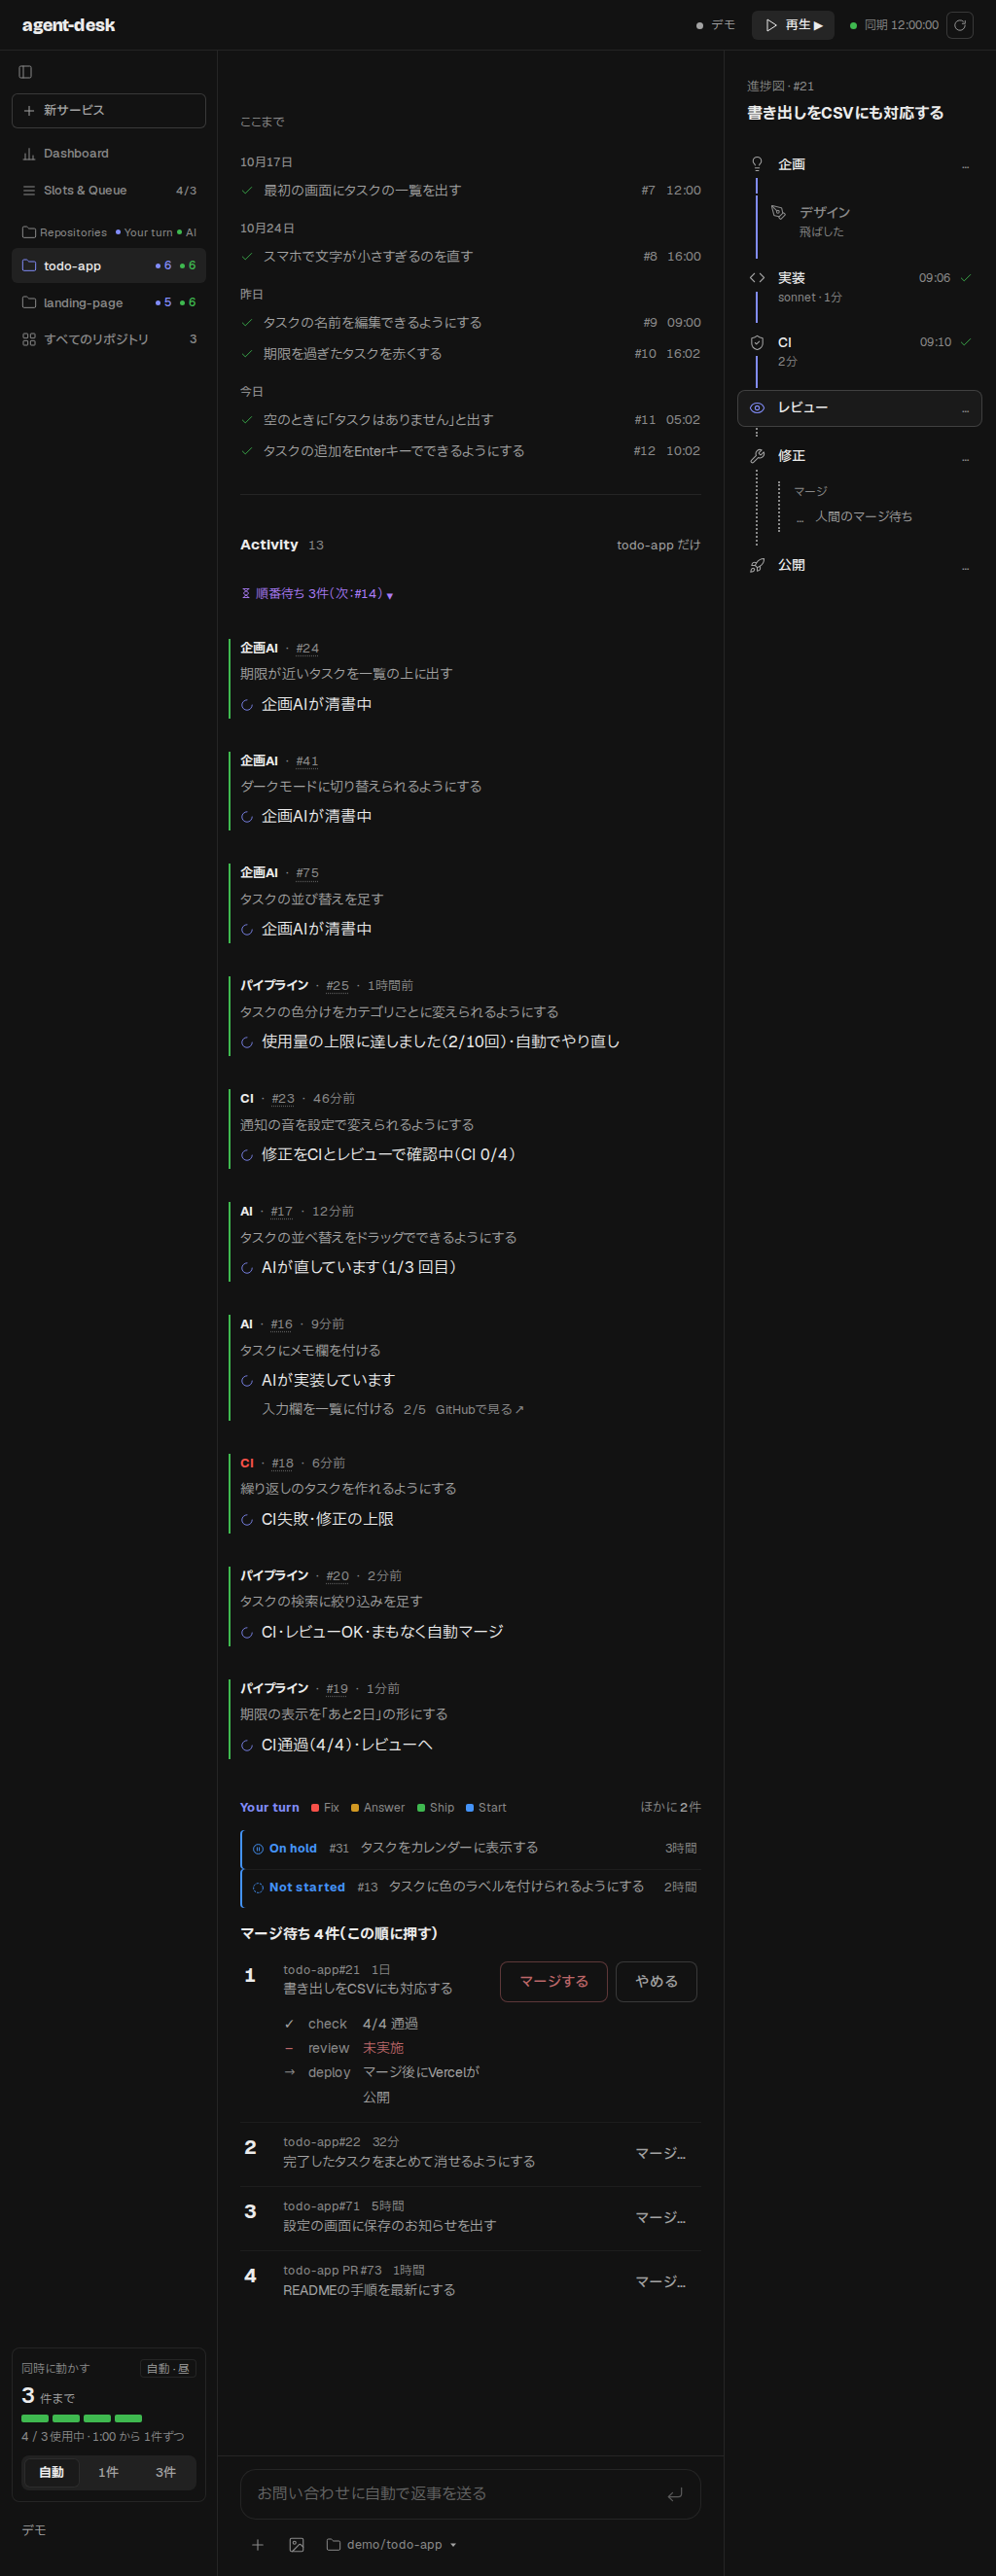 agent-desk
デモ
再生 ▶
同期 12:00:00
新サービス
Dashboard
Slots & Queue 4/3
Repositories Your turn AI
todo-app 6 6
landing-page 5 6
すべてのリポジトリ 3
同時に動かす 自動・昼
3 件まで
4 / 3 使用中・1:00 から 1件ずつ
自動 1件 3件
デモ
ここまで
10月17日
最初の画面にタスクの一覧を出す #7 12:00
10月24日
スマホで文字が小さすぎるのを直す #8 16:00
昨日
タスクの名前を編集できるようにする #9 09:00
期限を過ぎたタスクを赤くする #10 16:02
今日
空のときに「タスクはありません」と出す #11 05:02
タスクの追加をEnterキーでできるようにする #12 10:02
Activity 13 todo-app だけ
順番待ち 3件（次：#14） ▾
企画AI · #24
期限が近いタスクを一覧の上に出す
企画AIが清書中
企画AI · #41
ダークモードに切り替えられるようにする
企画AIが清書中
企画AI · #75
タスクの並び替えを足す
企画AIが清書中
パイプライン · #25 · 1時間前
タスクの色分けをカテゴリごとに変えられるようにする
使用量の上限に達しました（2/10回）・自動でやり直し
CI · #23 · 46分前
通知の音を設定で変えられるようにする
修正をCIとレビューで確認中（CI 0/4）
AI · #17 · 12分前
タスクの並べ替えをドラッグでできるようにする
AIが直しています（1/3 回目）
AI · #16 · 9分前
タスクにメモ欄を付ける
AIが実装しています
入力欄を一覧に付ける 2/5 GitHubで見る ↗
CI · #18 · 6分前
繰り返しのタスクを作れるようにする
CI失敗・修正の上限
パイプライン · #20 · 2分前
タスクの検索に絞り込みを足す
CI・レビューOK・まもなく自動マージ
パイプライン · #19 · 1分前
期限の表示を「あと2日」の形にする
CI通過（4/4）・レビューへ
Your turn Fix Answer Ship Start ほかに 2件
On hold #31 タスクをカレンダーに表示する 3時間
Not started #13 タスクに色のラベルを付けられるようにする 2時間
マージ待ち 4件（この順に押す）
1 todo-app#21 1日
書き出しをCSVにも対応する
マージする やめる
✓ check 4/4 通過
– review 未実施
→ deploy マージ後にVercelが
公開
2 todo-app#22 32分
完了したタスクをまとめて消せるようにする
マージ…
3 todo-app#71 5時間
設定の画面に保存のお知らせを出す
マージ…
4 todo-app PR #73 1時間
READMEの手順を最新にする
マージ…
お問い合わせに自動で返事を送る
demo/todo-app ▾
進捗図・#21
書き出しをCSVにも対応する
企画 …
デザイン
飛ばした
実装 09:06
sonnet・1分
CI 09:10
2分
レビュー …
修正 …
マージ
… 人間のマージ待ち
公開 …